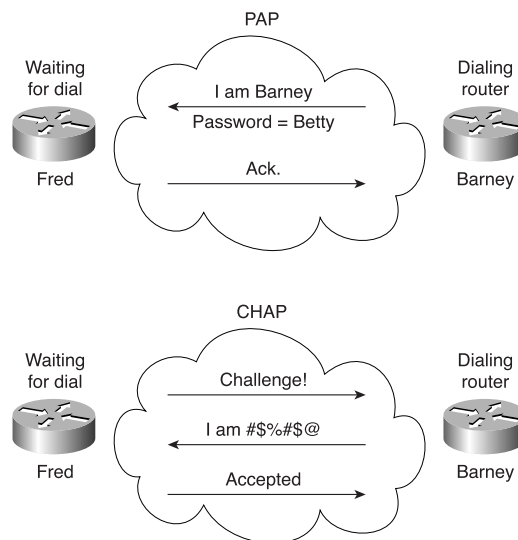 PAP
Waiting
for dial
Fred
I am Barney
Password = Betty
Ack.
Dialing
router
Barney
CHAP
Waiting
for dial
Fred
Challenge!
I am #$%#$@
Accepted
Dialing
router
Barney